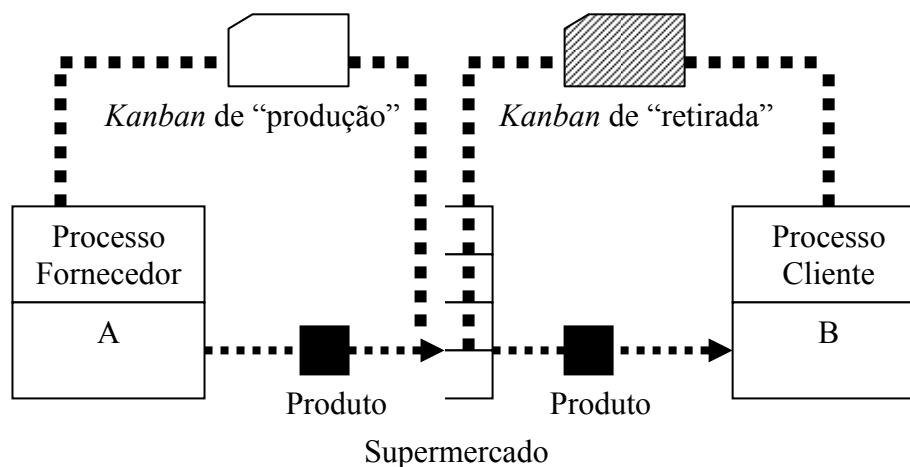 Kanban de “produção”
Kanban de “retirada”
Processo
Fornecedor
A
Processo
Cliente
B
Produto
Produto
Supermercado